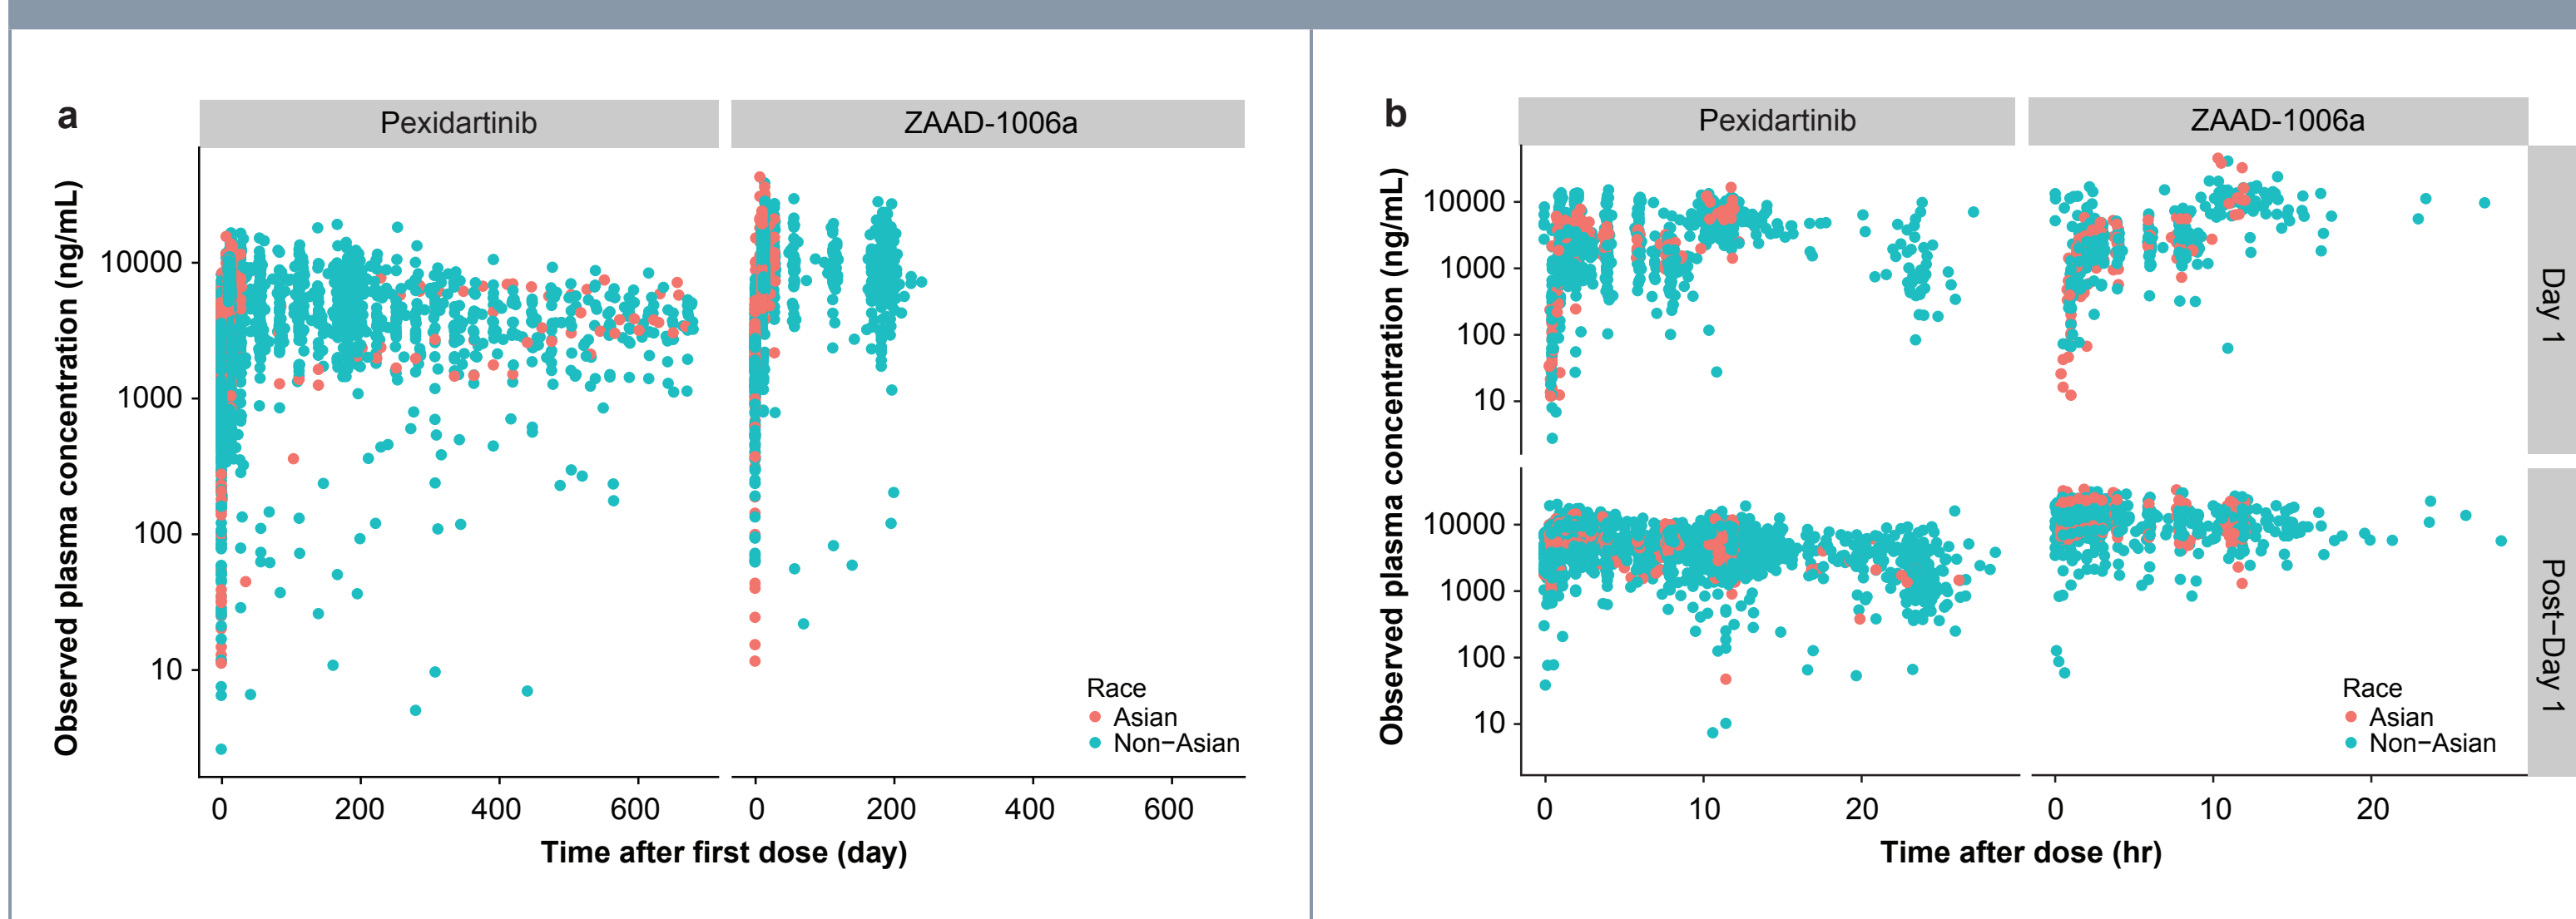 a
Pexidartinib
ZAAD-1006a
Observed plasma concentration (ng/mL)
10000
1000
100
10
Race
Asian
Non−Asian
0 200 400 600
0 200 400 600
Time after first dose (day)
b
Pexidartinib
ZAAD-1006a
Observed plasma concentration (ng/mL)
10000
1000
100
10
Day 1
10000
1000
100
10
Post−Day 1
Race
Asian
Non−Asian
0 10 20
0 10 20
Time after dose (hr)